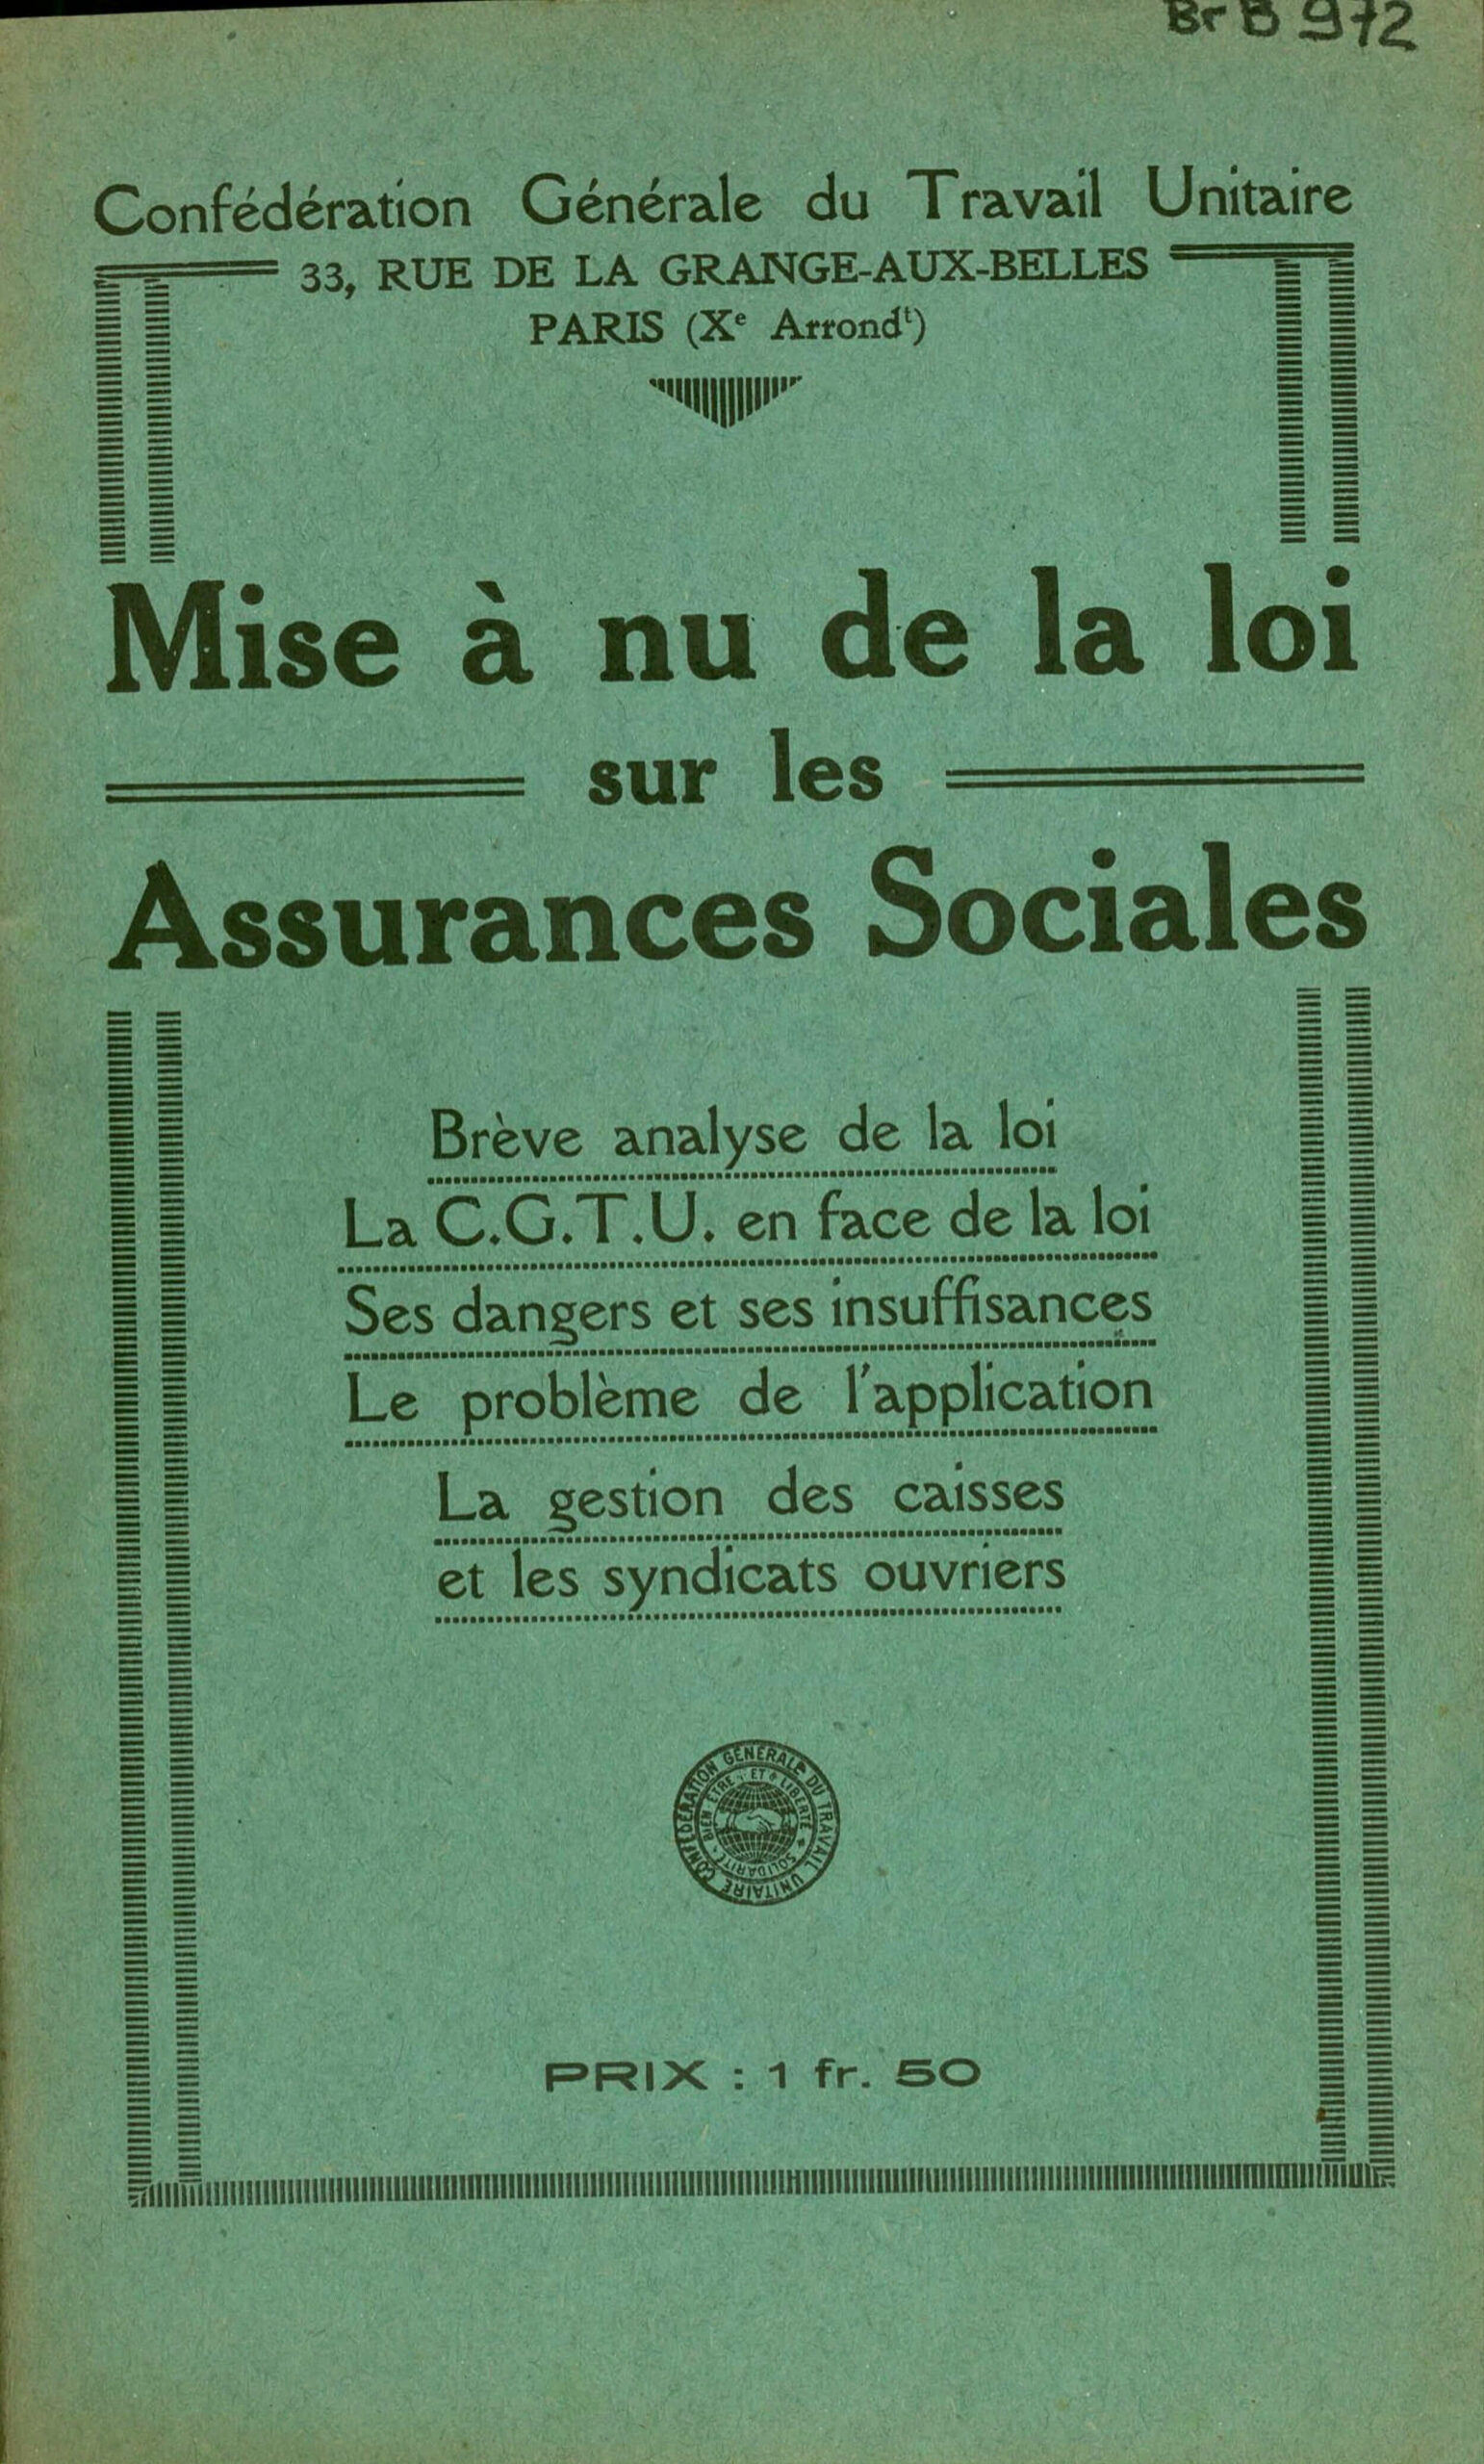 Br B 972
Confédération Générale du Travail Unitaire
33, RUE DE LA GRANGE-AUX-BELLES
PARIS (Xᵉ Arrondᵗ)
Mise à nu de la loi
sur les
Assurances Sociales
Brève analyse de la loi
La C.G.T.U. en face de la loi
Ses dangers et ses insuffisances
Le problème de l'application
La gestion des caisses
et les syndicats ouvriers
CONFÉDÉRATION GÉNÉRALE DU TRAVAIL UNITAIRE
BIEN ÊTRE ET LIBERTÉ
SOLIDARITÉ
PRIX : 1 fr. 50